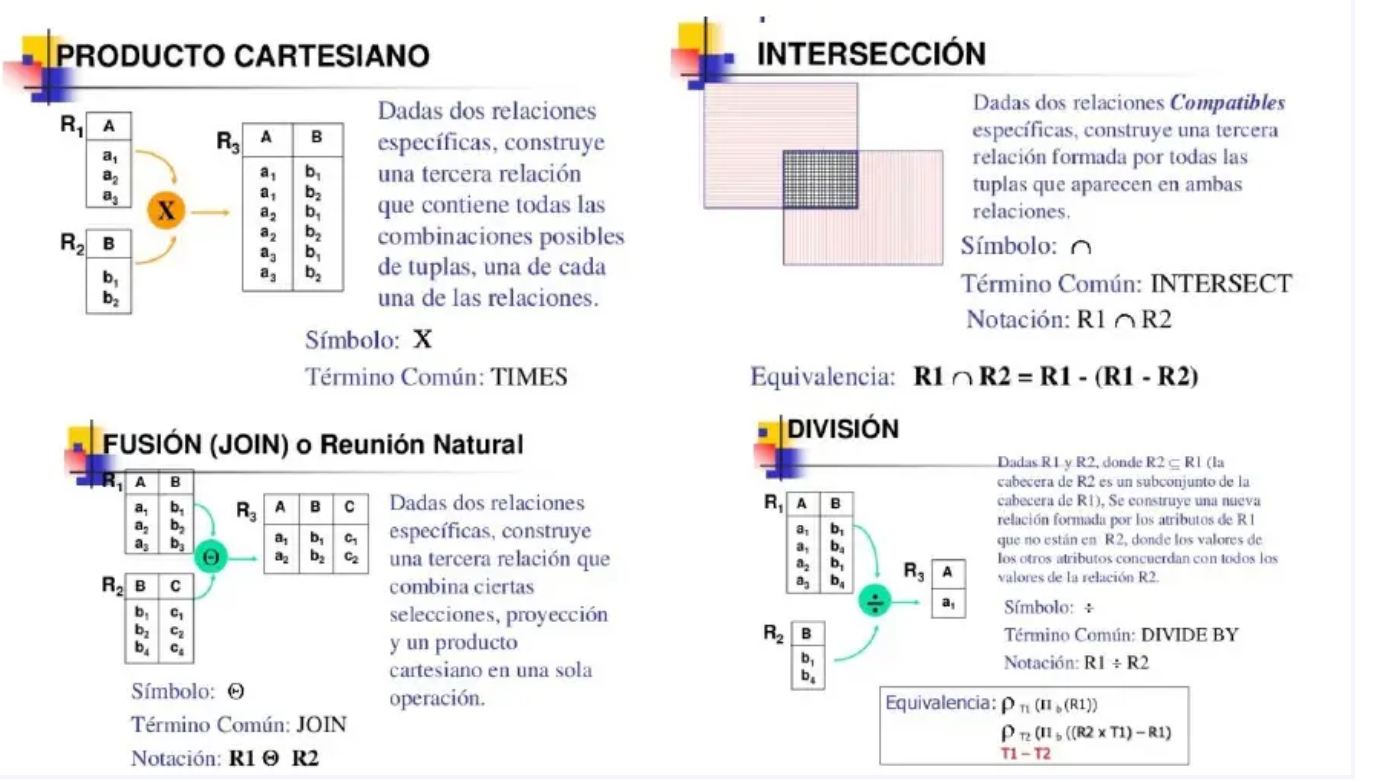 PRODUCTO CARTESIANO
R1
A
a1
a2
a3
X
R2
B
b1
b2
R3
A B
a1 b1
a1 b2
a2 b1
a2 b2
a3 b1
a3 b2
Dadas dos relaciones
específicas, construye
una tercera relación
que contiene todas las
combinaciones posibles
de tuplas, una de cada
una de las relaciones.
Símbolo: X
Término Común: TIMES
INTERSECCIÓN
Dadas dos relaciones Compatibles
específicas, construye una tercera
relación formada por todas las
tuplas que aparecen en ambas
relaciones.
Símbolo: ∩
Término Común: INTERSECT
Notación: R1 ∩ R2
Equivalencia: R1 ∩ R2 = R1 - (R1 - R2)
FUSIÓN (JOIN) o Reunión Natural
R1
A B
a1 b1
a2 b2
a3 b3
Θ
R2
B C
b1 c1
b2 c2
b4 c4
R3
A B C
a1 b1 c1
a2 b2 c2
Dadas dos relaciones
específicas, construye
una tercera relación que
combina ciertas
selecciones, proyección
y un producto
cartesiano en una sola
operación.
Símbolo: Θ
Término Común: JOIN
Notación: R1 Θ R2
DIVISIÓN
R1
A B
a1 b1
a1 b4
a2 b1
a3 b4
÷
R2
B
b1
b4
R3
A
a1
Dadas R1 y R2, donde R2 ⊆ R1 (la
cabecera de R2 es un subconjunto de la
cabecera de R1), Se construye una nueva
relación formada por los atributos de R1
que no están en R2, donde los valores de
los otros atributos concuerdan con todos los
valores de la relación R2.
Símbolo: ÷
Término Común: DIVIDE BY
Notación: R1 ÷ R2
Equivalencia: ρ T1 (Π b (R1))
ρ T2 (Π b ((R2 x T1) – R1)
T1 – T2